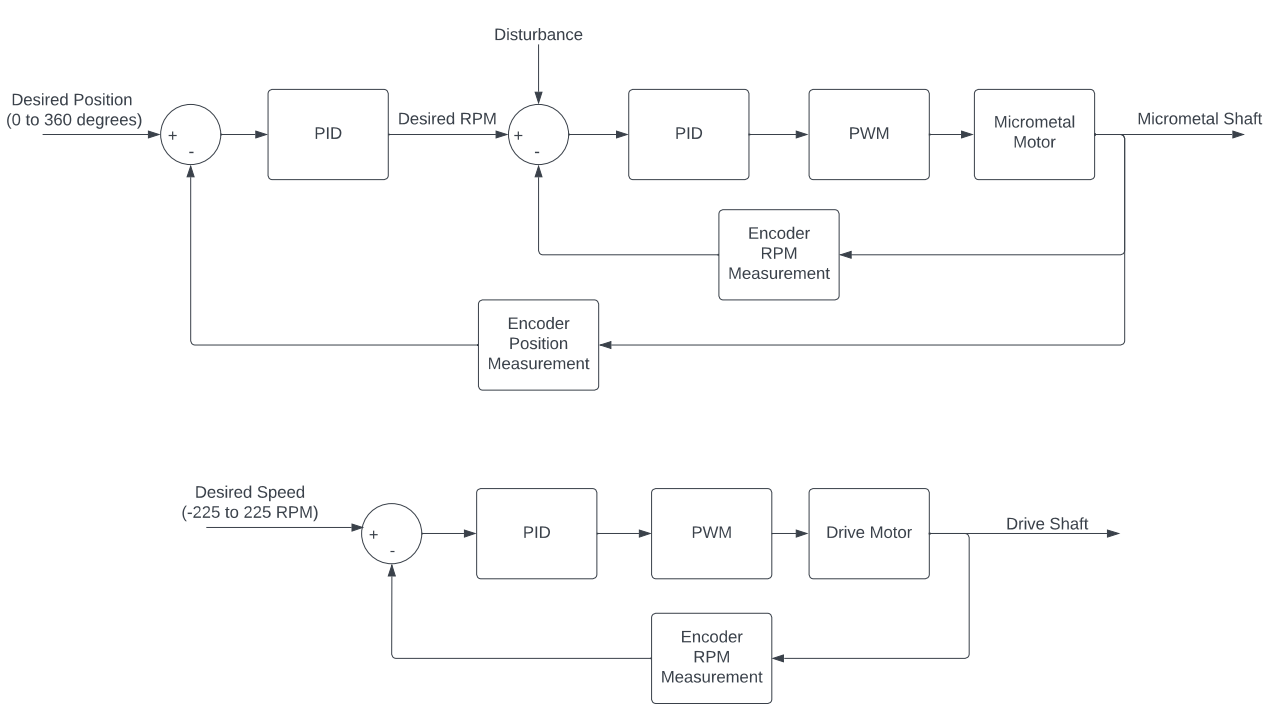 Disturbance
Desired Position
(0 to 360 degrees)
+
-
PID
Desired RPM
+
-
PID
PWM
Micrometal
Motor
Micrometal Shaft
Encoder
RPM
Measurement
Encoder
Position
Measurement
Desired Speed
(-225 to 225 RPM)
+
-
PID
PWM
Drive Motor
Drive Shaft
Encoder
RPM
Measurement